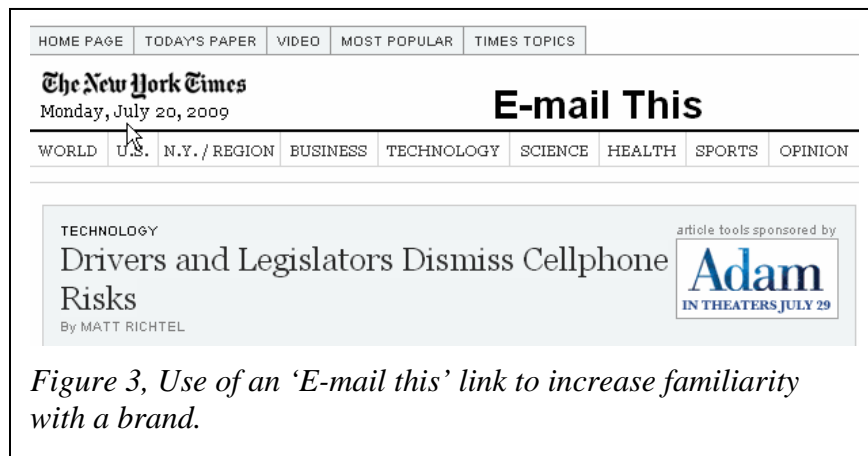 HOME PAGE TODAY'S PAPER VIDEO MOST POPULAR TIMES TOPICS
The New York Times
Monday, July 20, 2009
E-mail This
WORLD U.S. N.Y. / REGION BUSINESS TECHNOLOGY SCIENCE HEALTH SPORTS OPINION
TECHNOLOGY
Drivers and Legislators Dismiss Cellphone
Risks
By MATT RICHTEL
article tools sponsored by
Adam
IN THEATERS JULY 29
Figure 3, Use of an ‘E-mail this’ link to increase familiarity
with a brand.